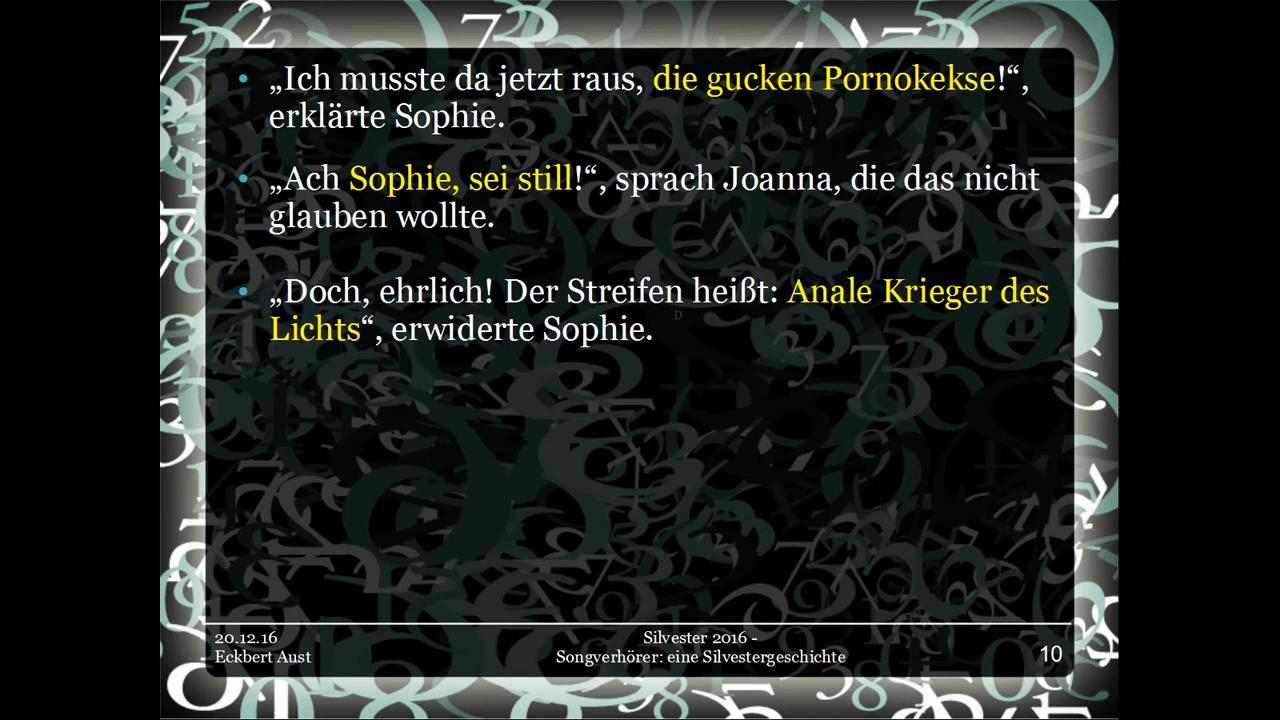 „Ich musste da jetzt raus, die gucken Pornokekse!“,
erklärte Sophie.
„Ach Sophie, sei still!“, sprach Joanna, die das nicht
glauben wollte.
„Doch, ehrlich! Der Streifen heißt: Anale Krieger des
Lichts“, erwiderte Sophie.
D
20.12.16
Eckbert Aust
Silvester 2016 -
Songverhörer: eine Silvestergeschichte
10